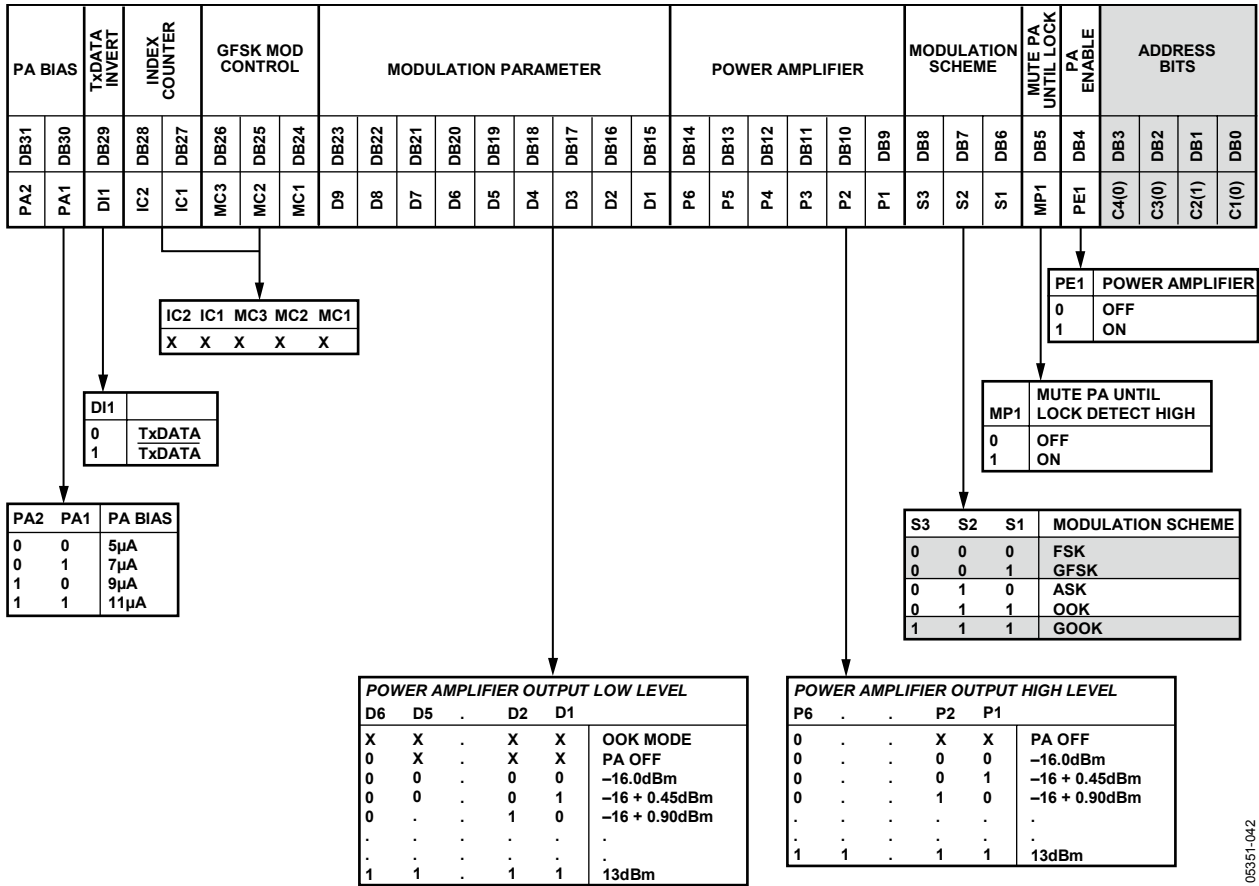 PA BIAS
TxDATA
INVERT
INDEX
COUNTER
GFSK MOD
CONTROL
MODULATION PARAMETER
POWER AMPLIFIER
MODULATION
SCHEME
MUTE PA
UNTIL LOCK
PA
ENABLE
ADDRESS
BITS
DB31 DB30 DB29 DB28 DB27 DB26 DB25 DB24 DB23 DB22 DB21 DB20 DB19 DB18 DB17 DB16 DB15 DB14 DB13 DB12 DB11 DB10 DB9 DB8 DB7 DB6 DB5 DB4 DB3 DB2 DB1 DB0
PA2 PA1 DI1 IC2 IC1 MC3 MC2 MC1 D9 D8 D7 D6 D5 D4 D3 D2 D1 P6 P5 P4 P3 P2 P1 S3 S2 S1 MP1 PE1 C4(0) C3(0) C2(1) C1(0)
PE1 POWER AMPLIFIER
0 OFF
1 ON
IC2 IC1 MC3 MC2 MC1
X X X X X
MP1 MUTE PA UNTIL
LOCK DETECT HIGH
0 OFF
1 ON
DI1
0 TxDATA
1 TxDATA
PA2 PA1 PA BIAS
0 0 5µA
0 1 7µA
1 0 9µA
1 1 11µA
S3 S2 S1 MODULATION SCHEME
0 0 0 FSK
0 0 1 GFSK
0 1 0 ASK
0 1 1 OOK
1 1 1 GOOK
POWER AMPLIFIER OUTPUT LOW LEVEL
D6 D5 . D2 D1
X X . X X OOK MODE
0 X . X X PA OFF
0 0 . 0 0 –16.0dBm
0 0 . 0 1 –16 + 0.45dBm
0 . . 1 0 –16 + 0.90dBm
. . . . . .
. . . . . .
1 1 . 1 1 13dBm
POWER AMPLIFIER OUTPUT HIGH LEVEL
P6 . . P2 P1
0 . . X X PA OFF
0 . . 0 0 –16.0dBm
0 . . 0 1 –16 + 0.45dBm
0 . . 1 0 –16 + 0.90dBm
. . . . . .
. . . . . .
1 1 . 1 1 13dBm
05351-042